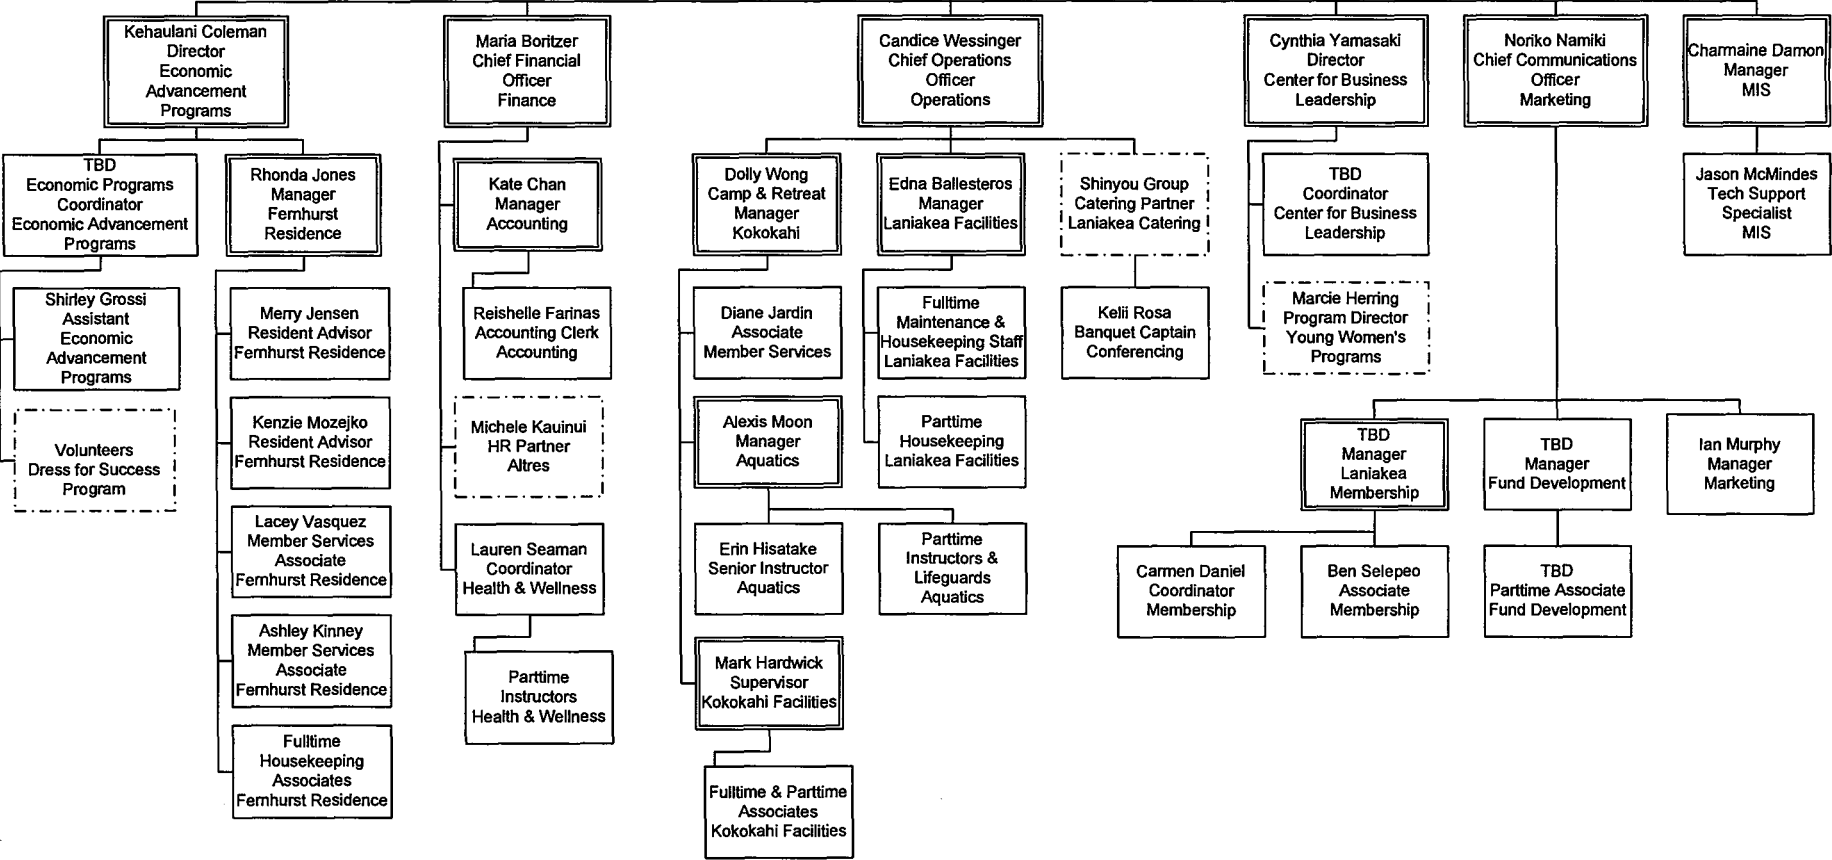 Kehaulani Coleman
Director
Economic
Advancement
Programs
Maria Boritzer
Chief Financial
Officer
Finance
Candice Wessinger
Chief Operations
Officer
Operations
Cynthia Yamasaki
Director
Center for Business
Leadership
Noriko Namiki
Chief Communications
Officer
Marketing
Charmaine Damon
Manager
MIS
TBD
Economic Programs
Coordinator
Economic Advancement
Programs
Rhonda Jones
Manager
Fernhurst
Residence
Kate Chan
Manager
Accounting
Dolly Wong
Camp & Retreat
Manager
Kokokahi
Edna Ballesteros
Manager
Laniakea Facilities
Shinyou Group
Catering Partner
Laniakea Catering
TBD
Coordinator
Center for Business
Leadership
Jason McMindes
Tech Support
Specialist
MIS
Shirley Grossi
Assistant
Economic
Advancement
Programs
Merry Jensen
Resident Advisor
Fernhurst Residence
Reishelle Farinas
Accounting Clerk
Accounting
Diane Jardin
Associate
Member Services
Fulltime
Maintenance &
Housekeeping Staff
Laniakea Facilities
Kelii Rosa
Banquet Captain
Conferencing
Marcie Herring
Program Director
Young Women's
Programs
Volunteers
Dress for Success
Program
Kenzie Mozejko
Resident Advisor
Fernhurst Residence
Michele Kauinui
HR Partner
Altres
Alexis Moon
Manager
Aquatics
Parttime
Housekeeping
Laniakea Facilities
TBD
Manager
Laniakea
Membership
TBD
Manager
Fund Development
Ian Murphy
Manager
Marketing
Lacey Vasquez
Member Services
Associate
Fernhurst Residence
Lauren Seaman
Coordinator
Health & Wellness
Erin Hisatake
Senior Instructor
Aquatics
Parttime
Instructors &
Lifeguards
Aquatics
Carmen Daniel
Coordinator
Membership
Ben Selepeo
Associate
Membership
TBD
Parttime Associate
Fund Development
Ashley Kinney
Member Services
Associate
Fernhurst Residence
Parttime
Instructors
Health & Wellness
Mark Hardwick
Supervisor
Kokokahi Facilities
Fulltime
Housekeeping
Associates
Fernhurst Residence
Fulltime & Parttime
Associates
Kokokahi Facilities